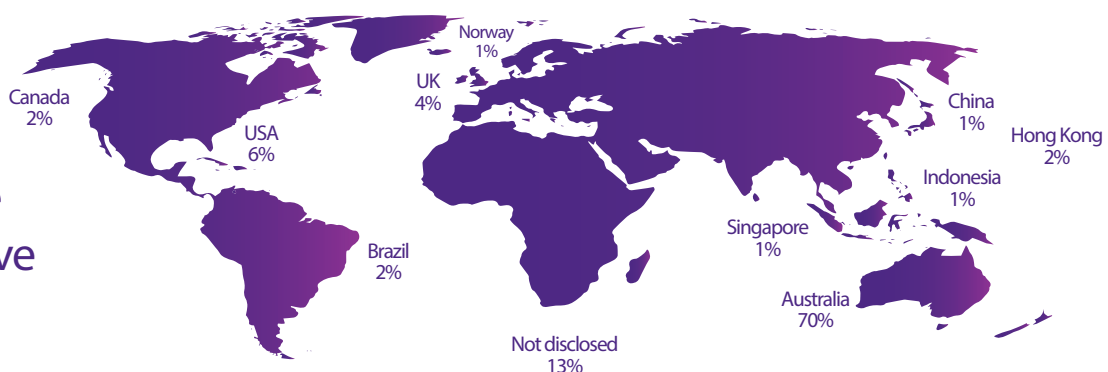 Norway
1%
UK
4%
Canada
2%
USA
6%
China
1%
Hong Kong
2%
Indonesia
1%
Singapore
1%
Brazil
2%
Australia
70%
Not disclosed
13%